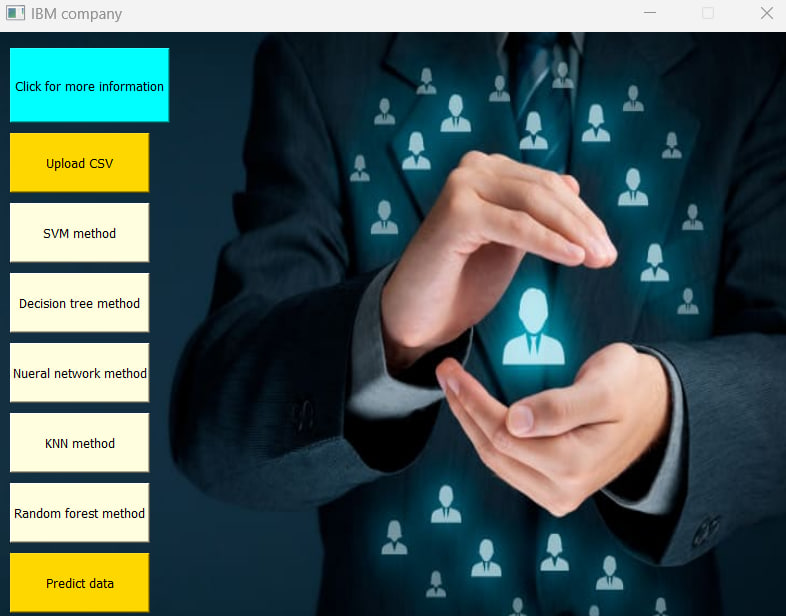 IBM company
Click for more information
Upload CSV
SVM method
Decision tree method
Nueral network method
KNN method
Random forest method
Predict data